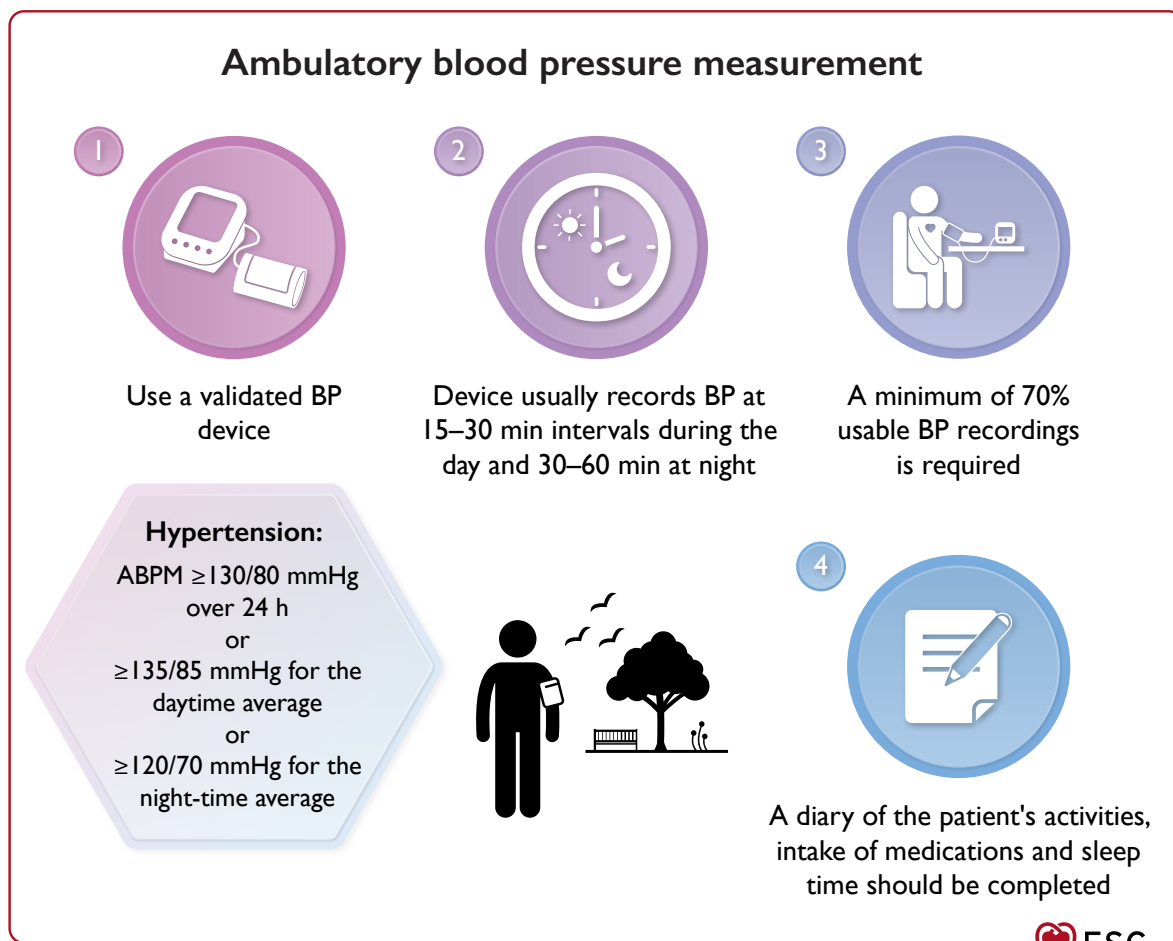 Ambulatory blood pressure measurement
1
Use a validated BP
device
2
Device usually records BP at
15–30 min intervals during the
day and 30–60 min at night
3
A minimum of 70%
usable BP recordings
is required
Hypertension:
ABPM ≥130/80 mmHg
over 24 h
or
≥135/85 mmHg for the
daytime average
or
≥120/70 mmHg for the
night-time average
4
A diary of the patient's activities,
intake of medications and sleep
time should be completed
ESC